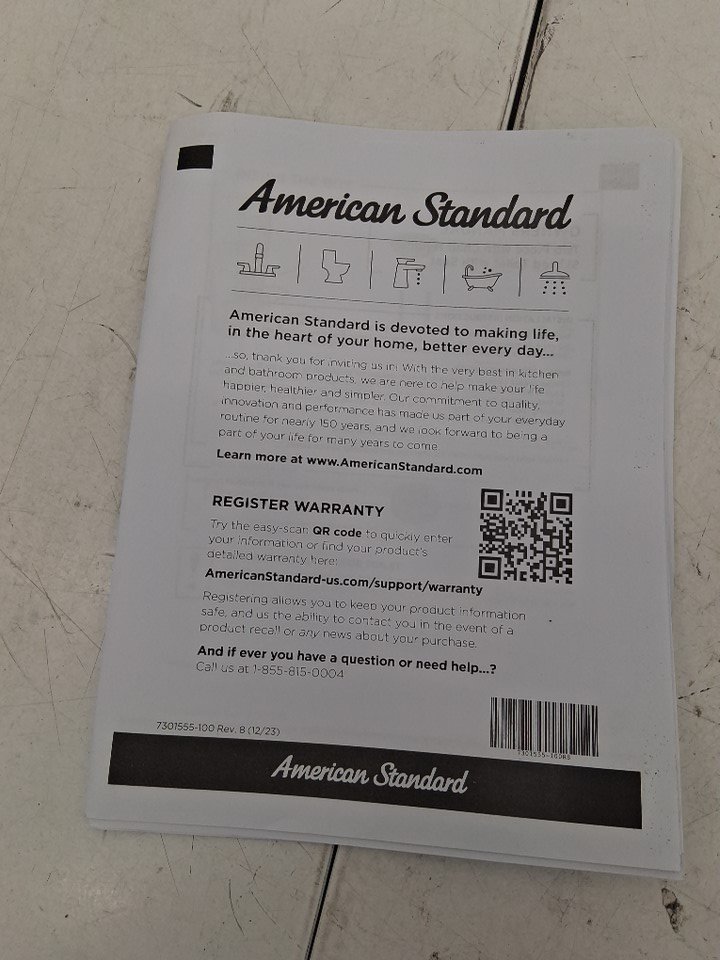 American Standard
American Standard is devoted to making life,
in the heart of your home, better every day...
...so, thank you for inviting us in! With the very best in kitchen
and bathroom products, we are here to help make your life
happier, healthier and simpler. Our commitment to quality,
innovation and performance has made us part of your everyday
routine for nearly 150 years, and we look forward to being a
part of your life for many years to come.
Learn more at www.AmericanStandard.com
REGISTER WARRANTY
Try the easy-scan QR code to quickly enter
your information or find your product's
detailed warranty here:
AmericanStandard-us.com/support/warranty
Registering allows you to keep your product information
safe, and us the ability to contact you in the event of a
product recall or any news about your purchase.
And if ever you have a question or need help...?
Call us at 1-855-815-0004
7301555-100 Rev. 8 (12/23)
7301555-100R8
American Standard